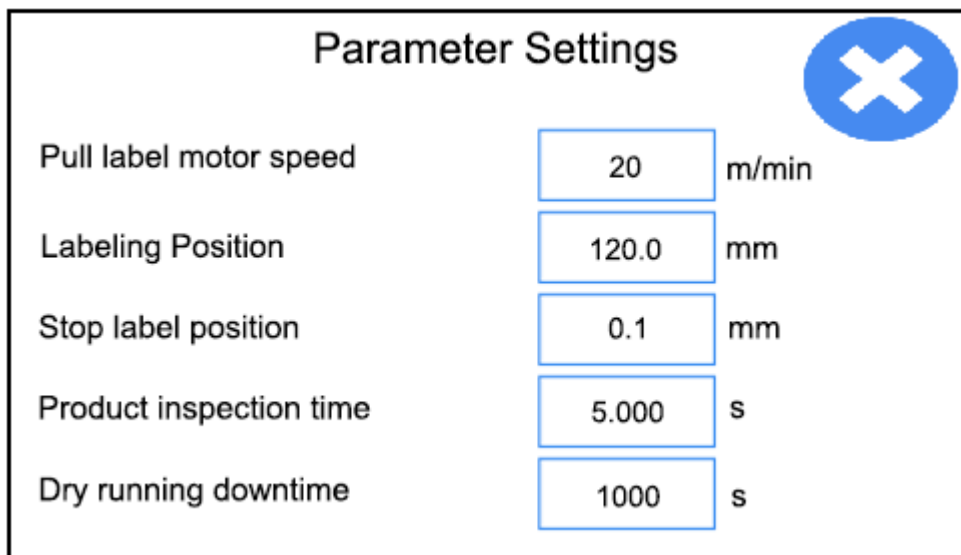 Parameter Settings
Pull label motor speed 20 m/min
Labeling Position 120.0 mm
Stop label position 0.1 mm
Product inspection time 5.000 s
Dry running downtime 1000 s